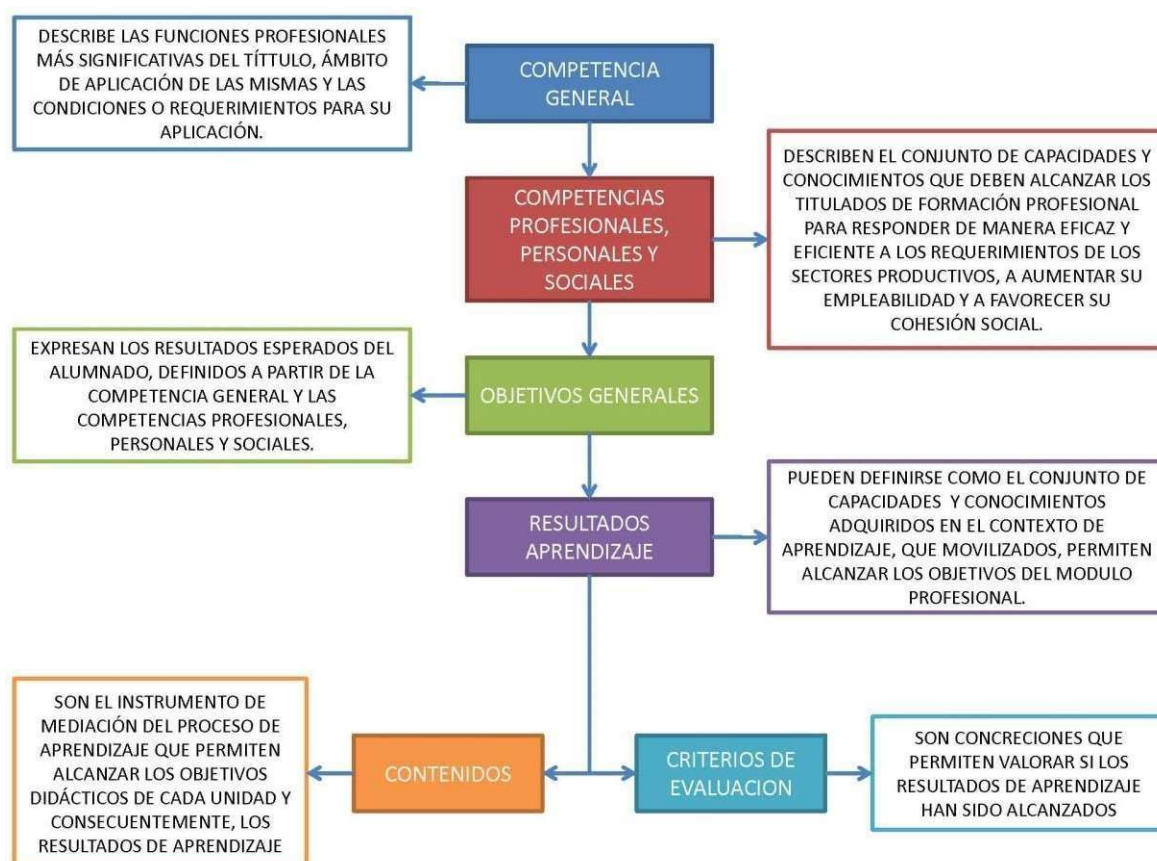 DESCRIBE LAS FUNCIONES PROFESIONALES
MÁS SIGNIFICATIVAS DEL TÍTTULO, ÁMBITO
DE APLICACIÓN DE LAS MISMAS Y LAS
CONDICIONES O REQUERIMIENTOS PARA SU
APLICACIÓN.
COMPETENCIA
GENERAL
COMPETENCIAS
PROFESIONALES,
PERSONALES Y
SOCIALES
DESCRIBEN EL CONJUNTO DE CAPACIDADES Y
CONOCIMIENTOS QUE DEBEN ALCANZAR LOS
TITULADOS DE FORMACIÓN PROFESIONAL
PARA RESPONDER DE MANERA EFICAZ Y
EFICIENTE A LOS REQUERIMIENTOS DE LOS
SECTORES PRODUCTIVOS, A AUMENTAR SU
EMPLEABILIDAD Y A FAVORECER SU
COHESIÓN SOCIAL.
EXPRESAN LOS RESULTADOS ESPERADOS DEL
ALUMNADO, DEFINIDOS A PARTIR DE LA
COMPETENCIA GENERAL Y LAS
COMPETENCIAS PROFESIONALES,
PERSONALES Y SOCIALES.
OBJETIVOS GENERALES
RESULTADOS
APRENDIZAJE
PUEDEN DEFINIRSE COMO EL CONJUNTO DE
CAPACIDADES Y CONOCIMIENTOS
ADQUIRIDOS EN EL CONTEXTO DE
APRENDIZAJE, QUE MOVILIZADOS, PERMITEN
ALCANZAR LOS OBJETIVOS DEL MODULO
PROFESIONAL.
SON EL INSTRUMENTO DE
MEDIACIÓN DEL PROCESO DE
APRENDIZAJE QUE PERMITEN
ALCANZAR LOS OBJETIVOS
DIDÁCTICOS DE CADA UNIDAD Y
CONSECUENTEMENTE, LOS
RESULTADOS DE APRENDIZAJE
CONTENIDOS
CRITERIOS DE
EVALUACION
SON CONCRECIONES QUE
PERMITEN VALORAR SI LOS
RESULTADOS DE APRENDIZAJE
HAN SIDO ALCANZADOS